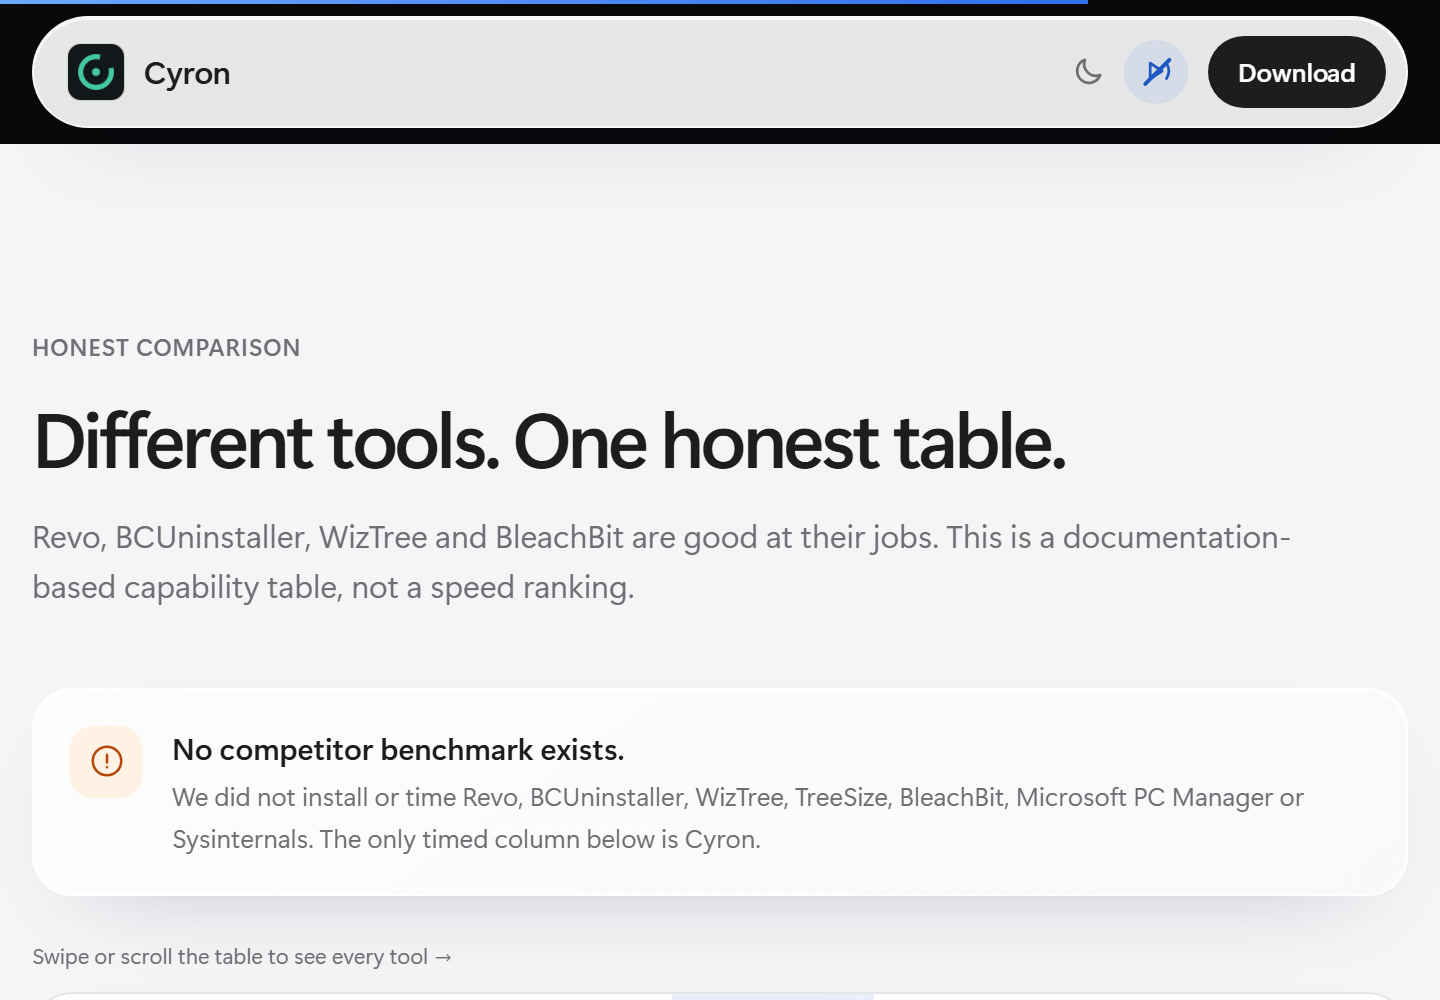 Cyron
Download
HONEST COMPARISON
Different tools. One honest table.
Revo, BCUninstaller, WizTree and BleachBit are good at their jobs. This is a documentation-
based capability table, not a speed ranking.
No competitor benchmark exists.
We did not install or time Revo, BCUninstaller, WizTree, TreeSize, BleachBit, Microsoft PC Manager or
Sysinternals. The only timed column below is Cyron.
Swipe or scroll the table to see every tool →